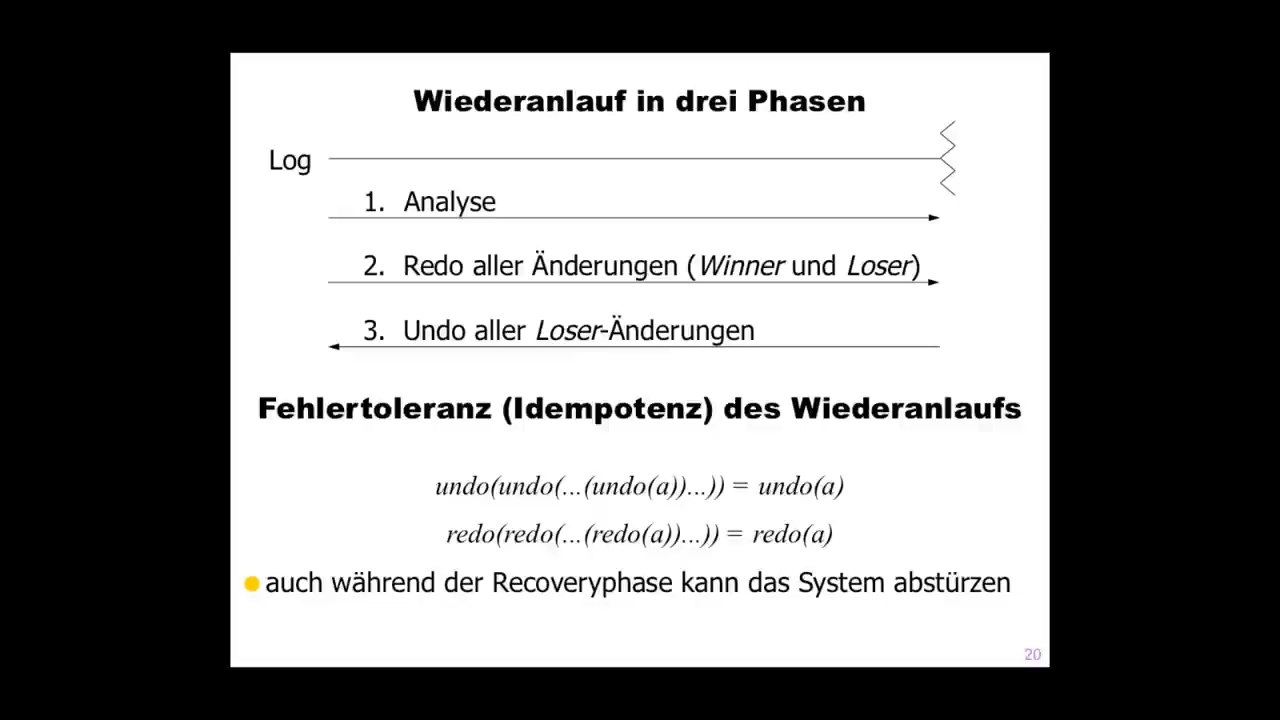 Wiederanlauf in drei Phasen
Log
1. Analyse
2. Redo aller Änderungen (Winner und Loser)
3. Undo aller Loser-Änderungen
Fehlertoleranz (Idempotenz) des Wiederanlaufs
undo(undo(...(undo(a))...)) = undo(a)
redo(redo(...(redo(a))...)) = redo(a)
auch während der Recoveryphase kann das System abstürzen
20